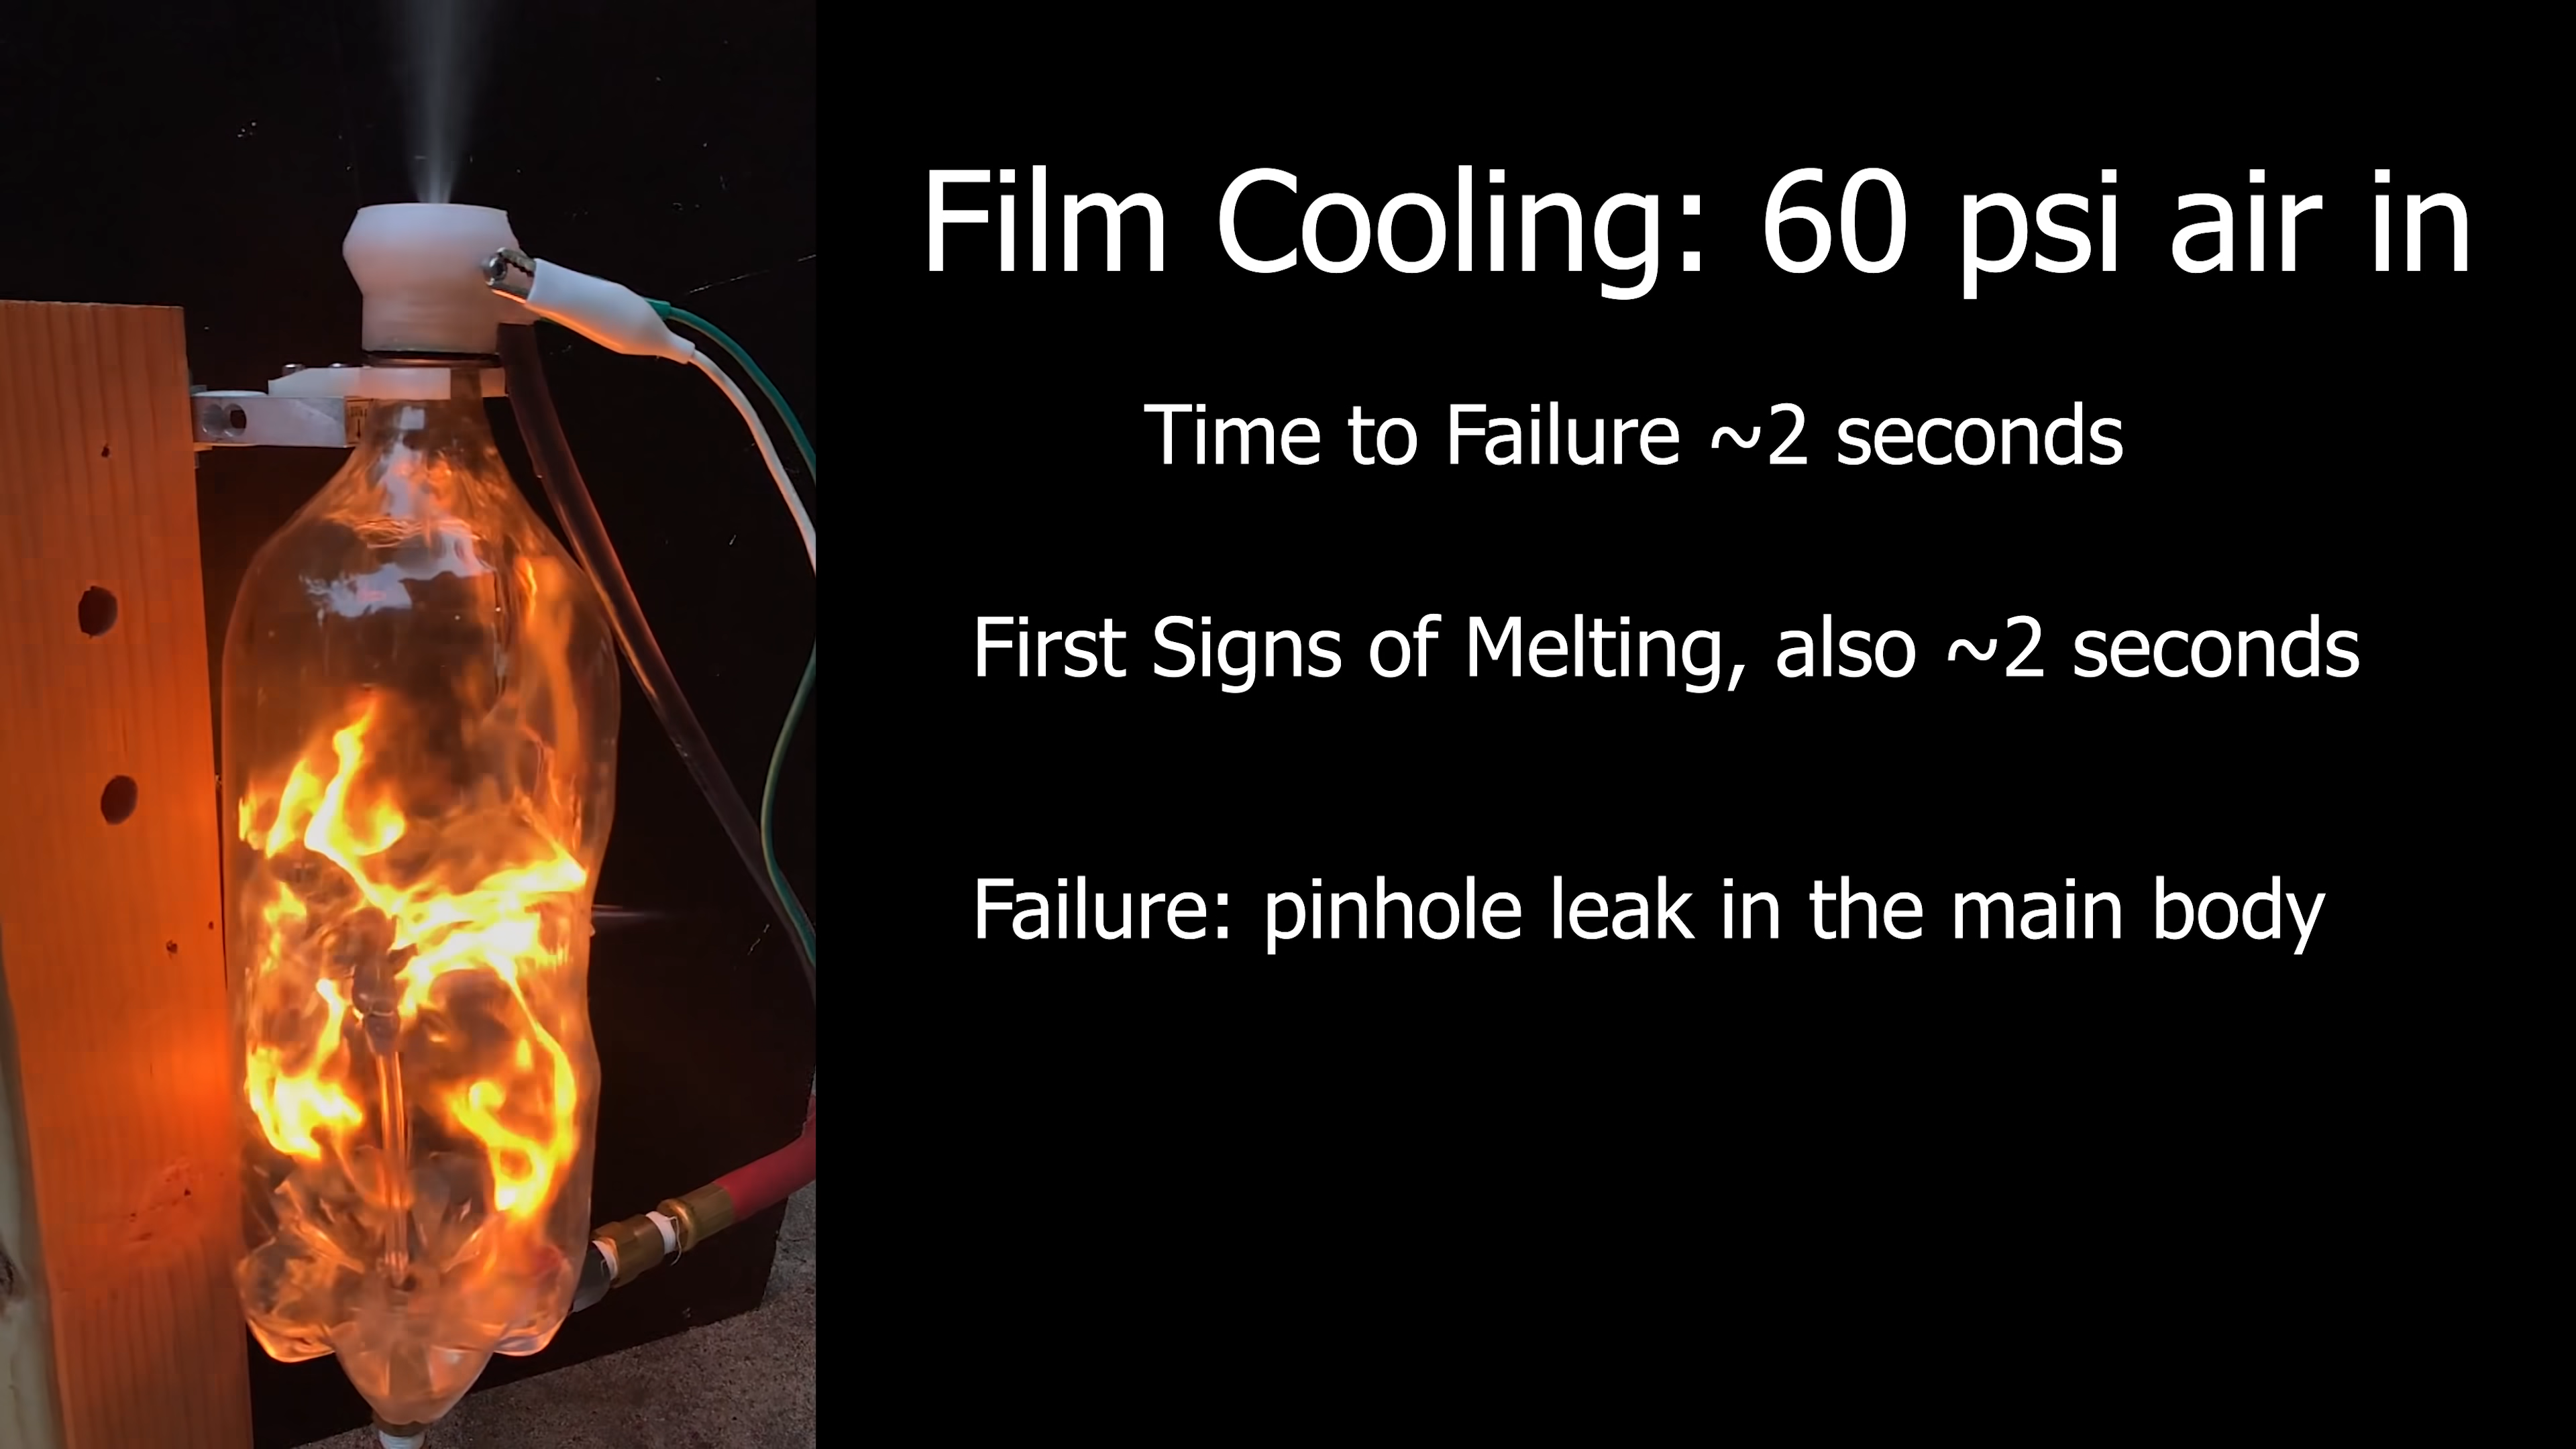 Film Cooling: 60 psi air in
Time to Failure ~2 seconds
First Signs of Melting, also ~2 seconds
Failure: pinhole leak in the main body